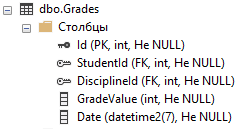 dbo.Grades
Столбцы
Id (PK, int, Не NULL)
StudentId (FK, int, Не NULL)
DisciplineId (FK, int, Не NULL)
GradeValue (int, Не NULL)
Date (datetime2(7), Не NULL)